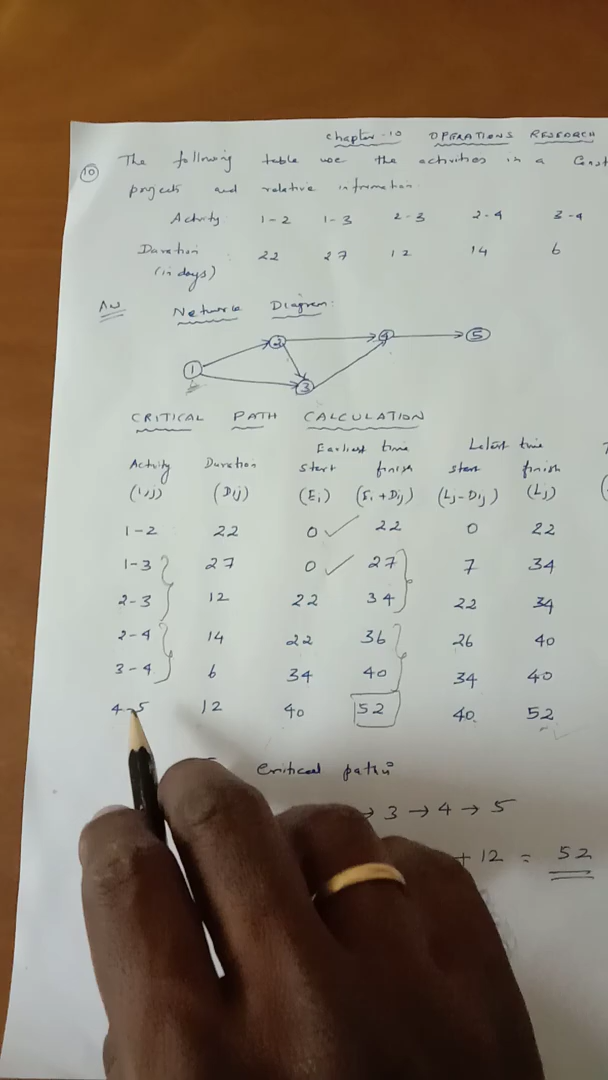 Chapter-10 OPERATIONS RESEARCH
10 The following table use the activities in a Const
projects and relative information:
Activity: 1-2 1-3 2-3 2-4 3-4
Duration : 22 27 12 14 6
(in days)
Network Diagram:
1 2 3 4 5
CRITICAL PATH CALCULATION
Earliest time Latest time
Activity Duration start finish start finish
(i,j) (Dij) (Ei) (Ei + Dij) (Lj-Dij) (Lj)
1-2 22 0 ✓ 22 0 22
1-3 27 0 ✓ 27 7 34
2-3 12 22 34 22 34
2-4 14 22 36 26 40
3-4 6 34 40 34 40
4-5 12 40 52 40 52
Critical path:
→ 3 → 4 → 5
+ 12 = 52